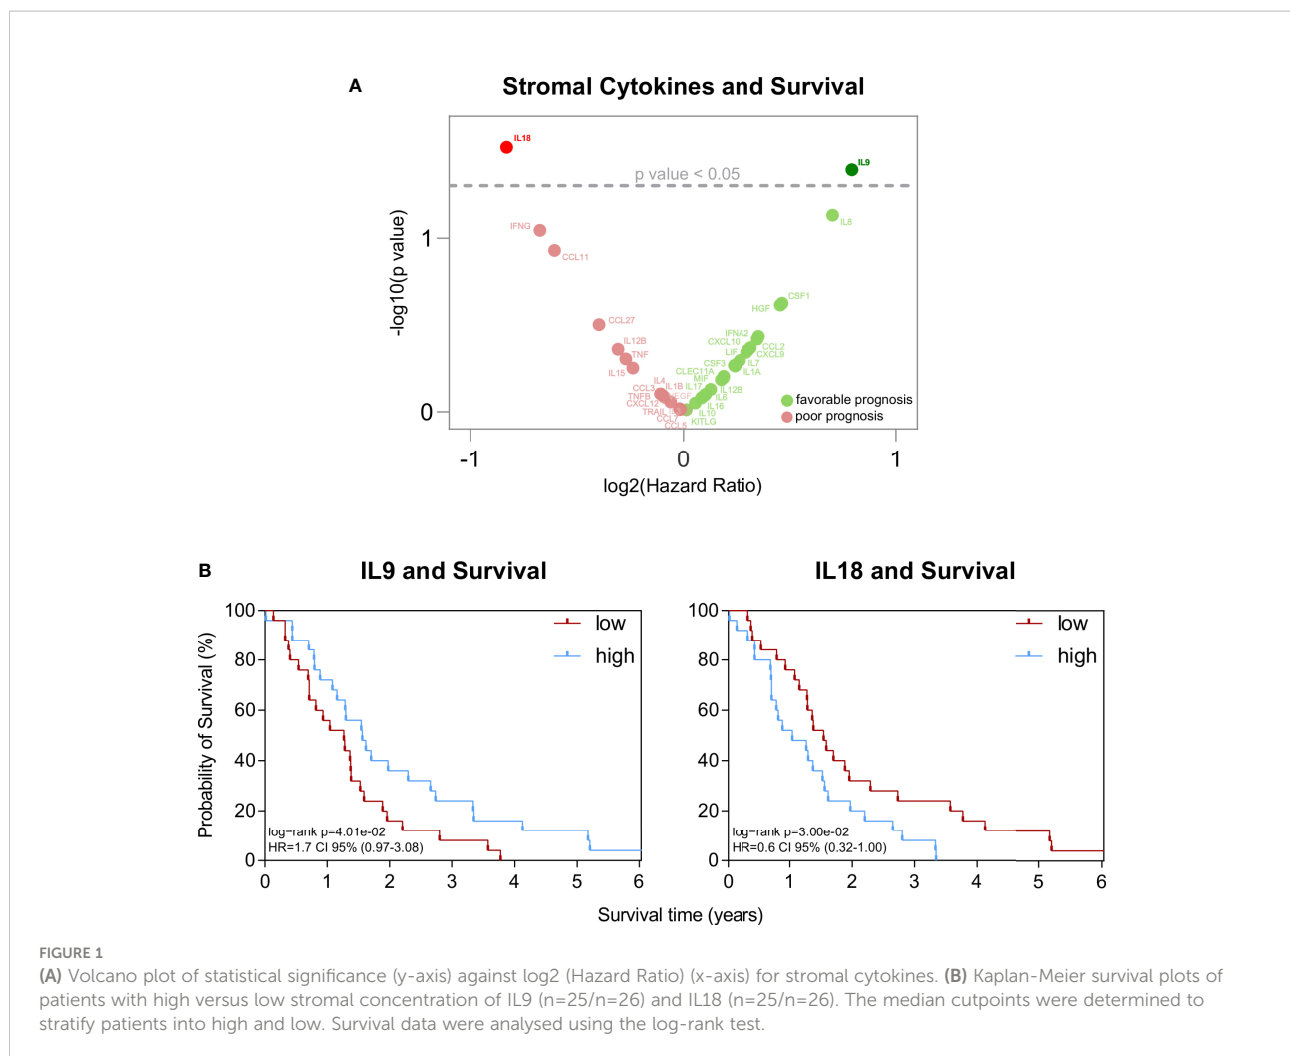 A
Stromal Cytokines and Survival
IL18
IL9
p value < 0.05
IL8
IFNG
CCL11
CSF1
HGF
CCL27
IFNA2
CXCL10
IL12B
CCL2
TNF
LIF
CXCL9
CSF3
IL7
IL15
CLEC11A
IL1A
MIF
IL4
CCL3
IL1B
IL17
IL12B
TNFB
IL6
CXCL12
IL16
TRAIL
IL10
CCL7
CCL5
KITLG
favorable prognosis
poor prognosis
-log10(p value)
1
0
-1
0
1
log2(Hazard Ratio)
B
IL9 and Survival
IL18 and Survival
Probability of Survival (%)
100
80
60
40
20
0
low
high
log-rank p=4.01e-02
HR=1.7 CI 95% (0.97-3.08)
0 1 2 3 4 5 6
100
80
60
40
20
0
low
high
log-rank p=3.00e-02
HR=0.6 CI 95% (0.32-1.00)
0 1 2 3 4 5 6
Survival time (years)
FIGURE 1
(A) Volcano plot of statistical significance (y-axis) against log2 (Hazard Ratio) (x-axis) for stromal cytokines. (B) Kaplan-Meier survival plots of
patients with high versus low stromal concentration of IL9 (n=25/n=26) and IL18 (n=25/n=26). The median cutpoints were determined to
stratify patients into high and low. Survival data were analysed using the log-rank test.